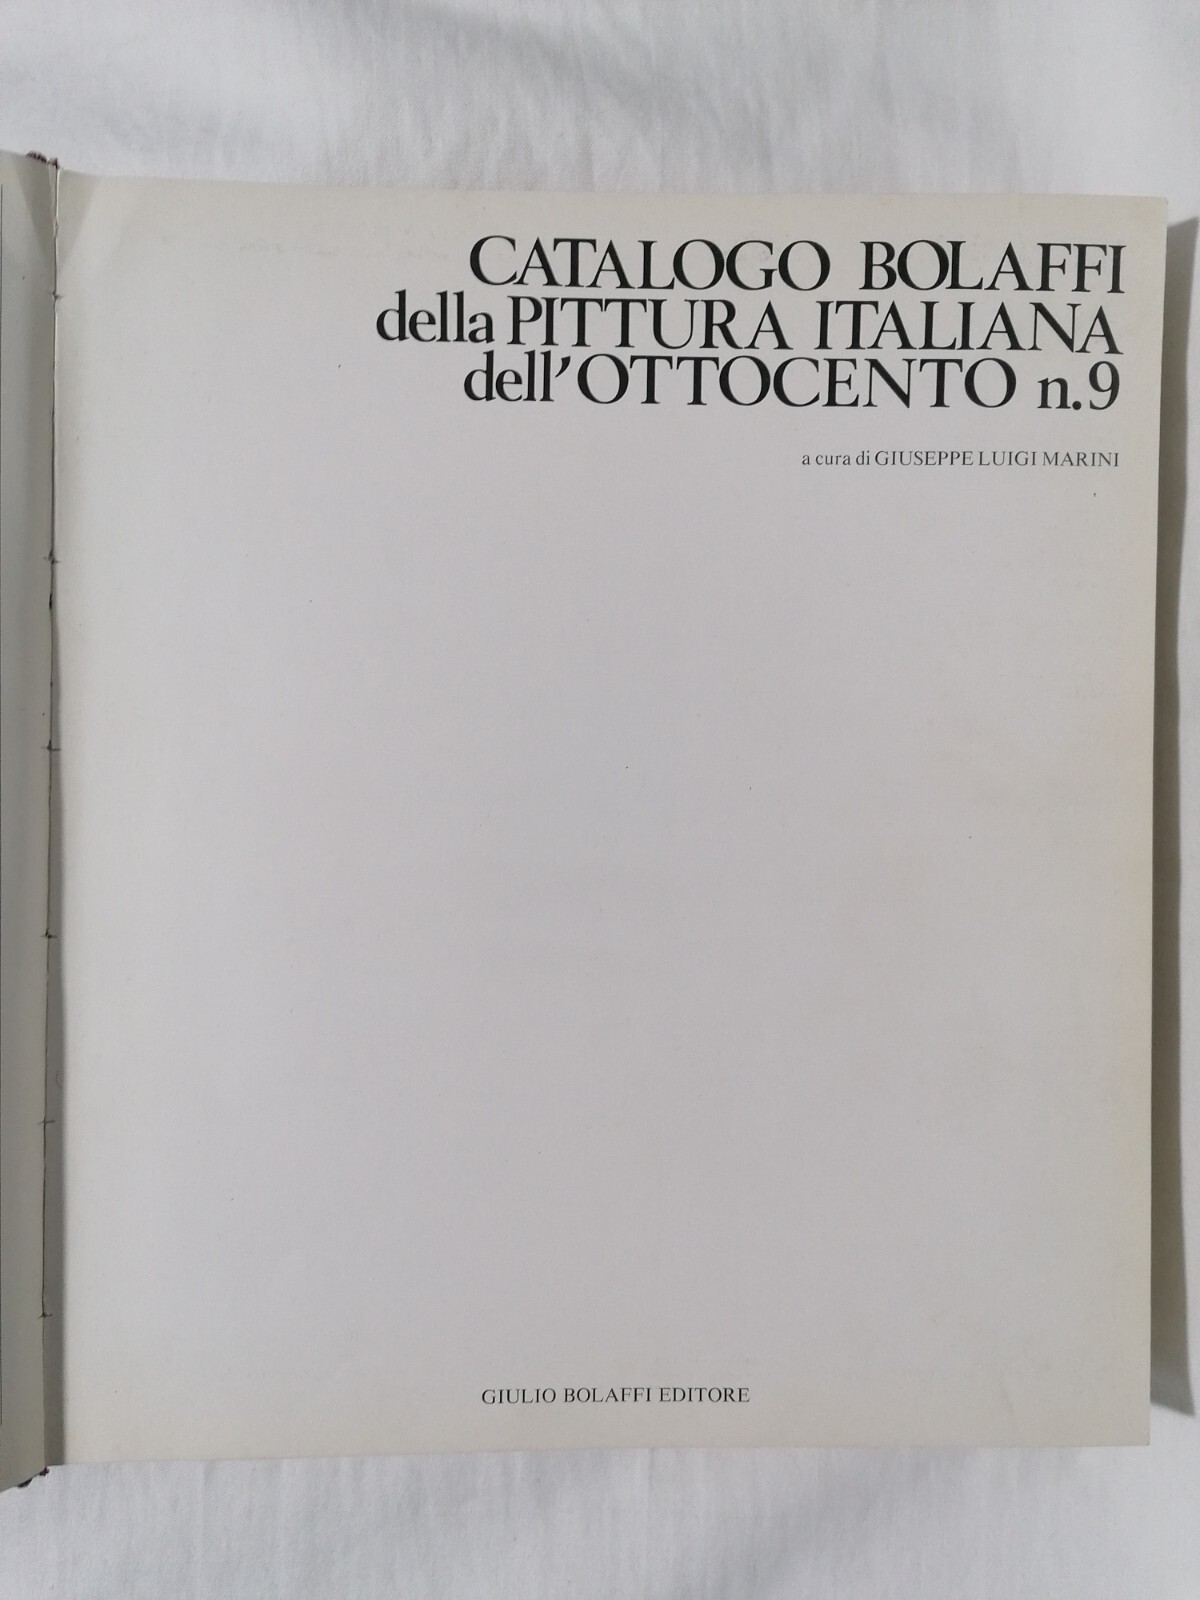 CATALOGO BOLAFFI
della PITTURA ITALIANA
dell'OTTOCENTO n.9
a cura di GIUSEPPE LUIGI MARINI
GIULIO BOLAFFI EDITORE